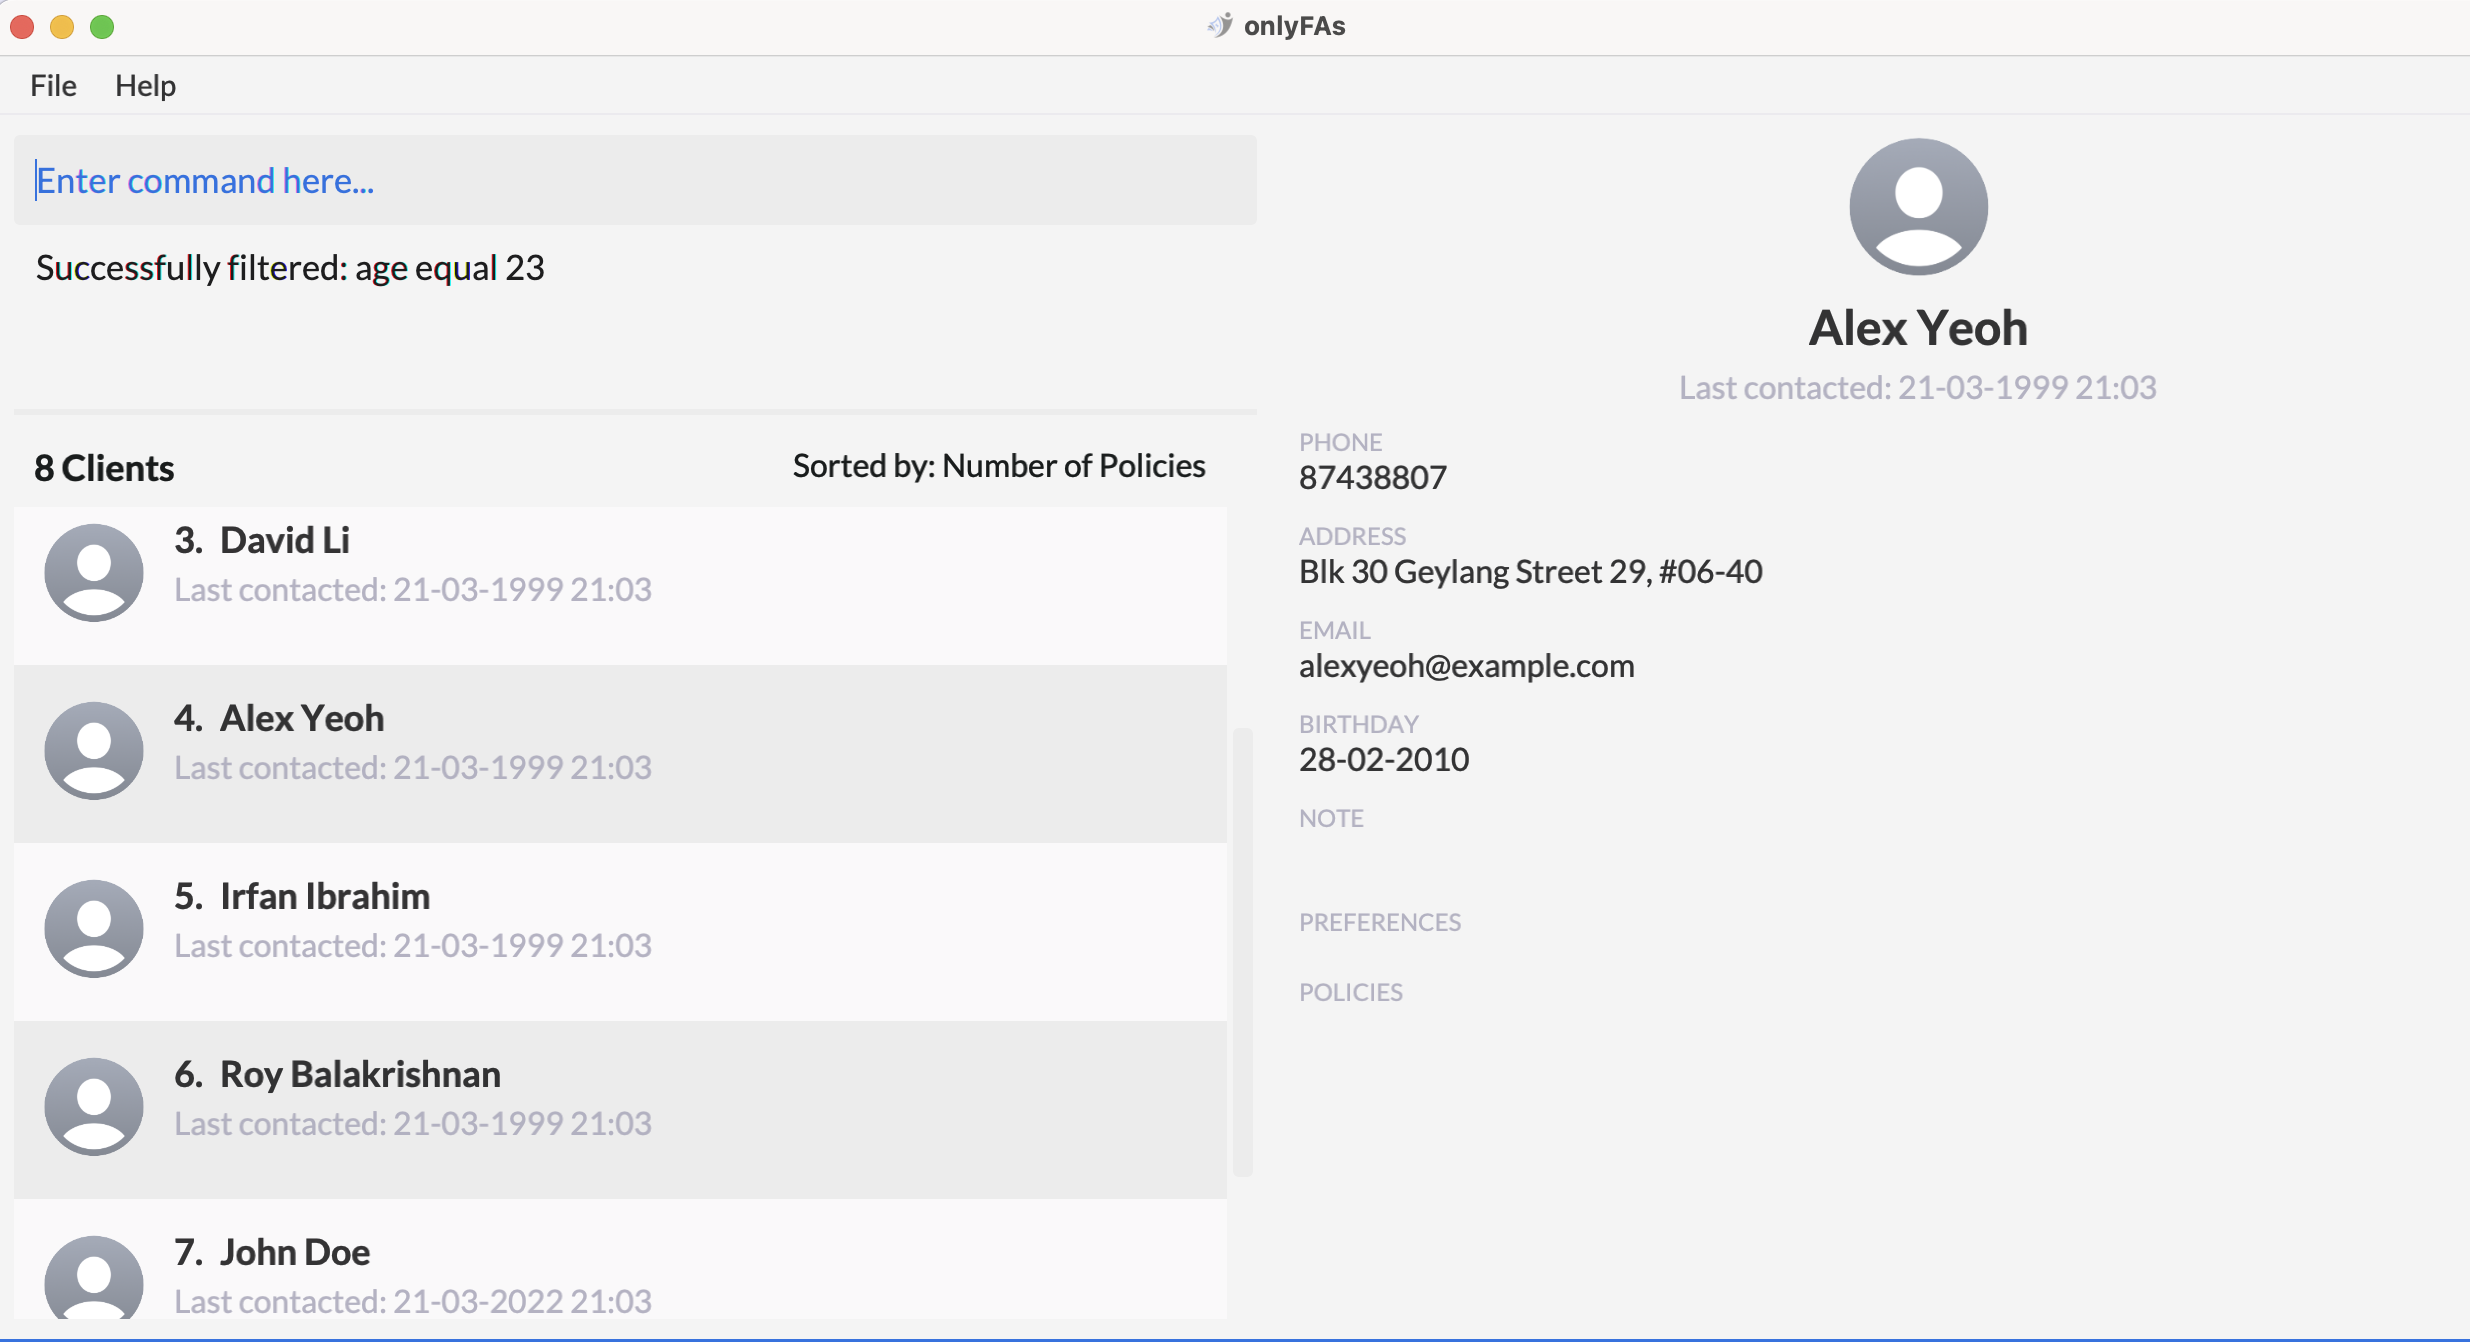 onlyFAs
File Help
Enter command here...
Successfully filtered: age equal 23
8 Clients
Sorted by: Number of Policies
3. David Li
Last contacted: 21-03-1999 21:03
4. Alex Yeoh
Last contacted: 21-03-1999 21:03
5. Irfan Ibrahim
Last contacted: 21-03-1999 21:03
6. Roy Balakrishnan
Last contacted: 21-03-1999 21:03
7. John Doe
Last contacted: 21-03-2022 21:03
Alex Yeoh
Last contacted: 21-03-1999 21:03
PHONE
87438807
ADDRESS
Blk 30 Geylang Street 29, #06-40
EMAIL
alexyeoh@example.com
BIRTHDAY
28-02-2010
NOTE
PREFERENCES
POLICIES